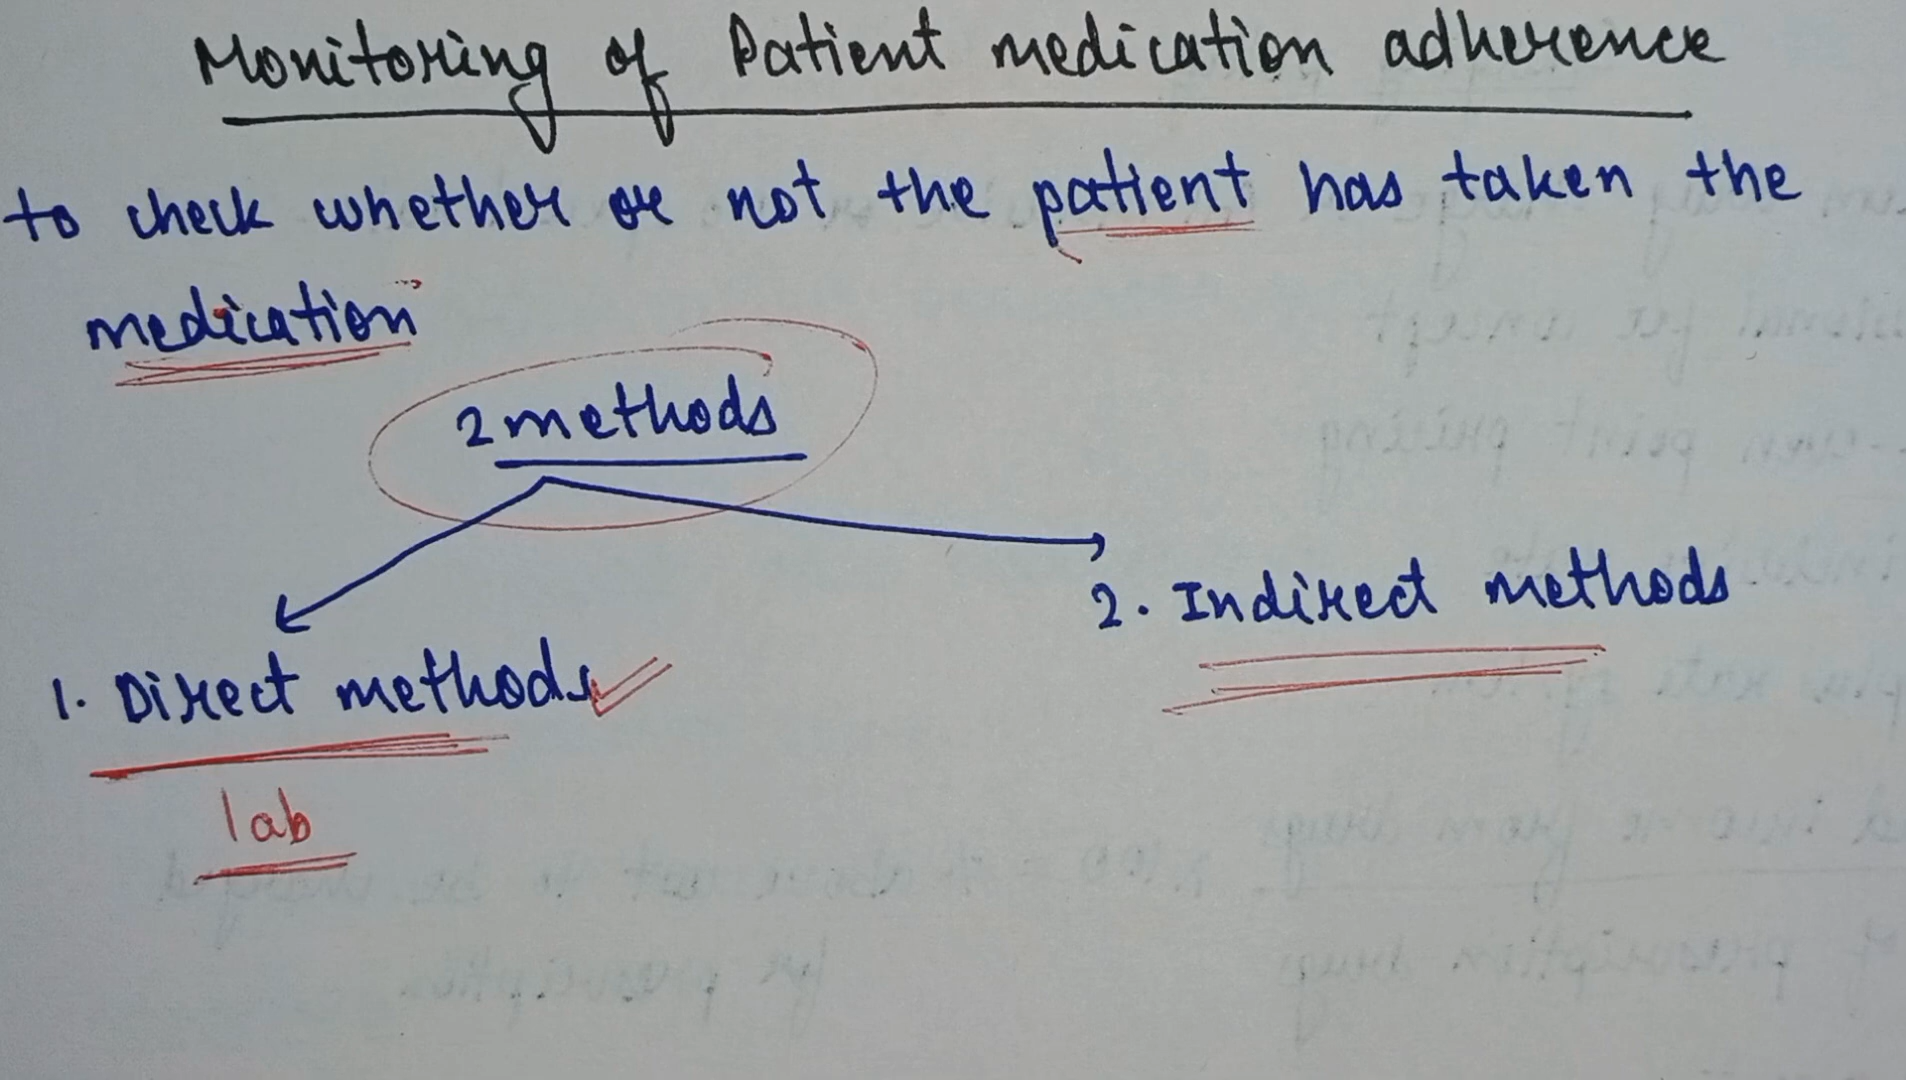 Monitoring of Patient medication adherence
to check whether or not the patient has taken the
medication
2 methods
2. Indirect methods
1. Direct methods
lab